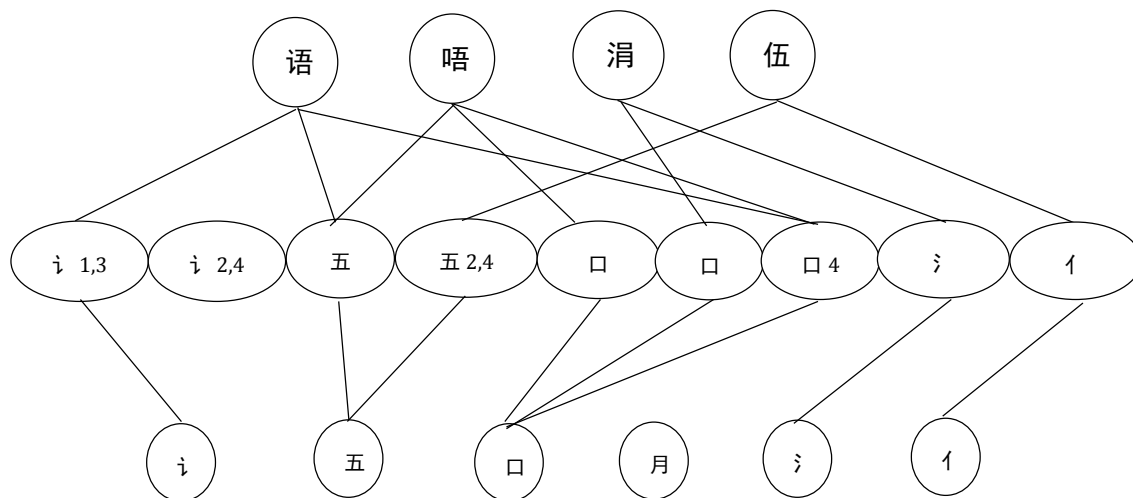 语 唔 涓 伍
讠 1,3 讠 2,4 五 五 2,4 口 口 口 4 氵 亻
讠 五 口 月 氵 亻